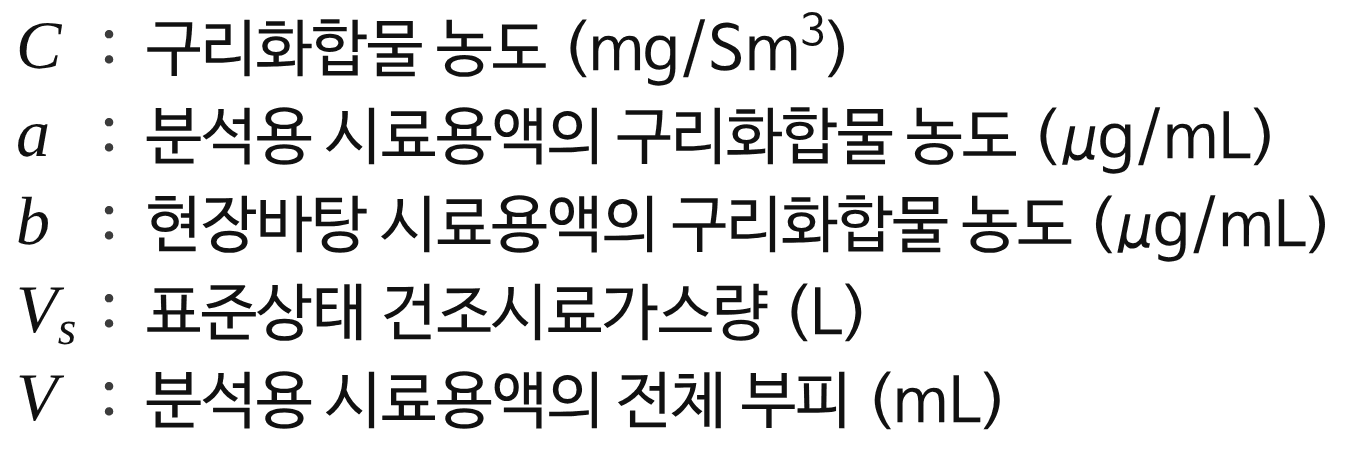 C : 구리화합물 농도 (mg/Sm³)
a : 분석용 시료용액의 구리화합물 농도 (μg/mL)
b : 현장바탕 시료용액의 구리화합물 농도 (μg/mL)
Vₛ : 표준상태 건조시료가스량 (L)
V : 분석용 시료용액의 전체 부피 (mL)